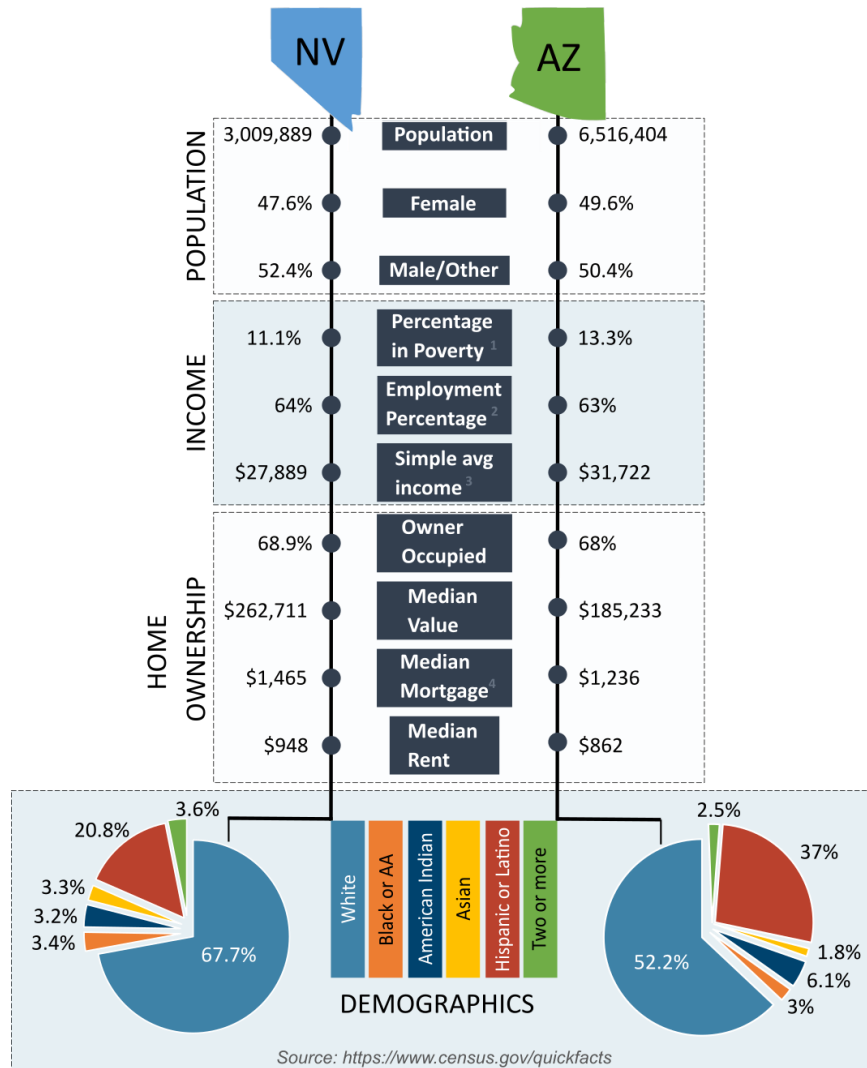 NV
AZ
POPULATION
3,009,889
Population
6,516,404
47.6%
Female
49.6%
52.4%
Male/Other
50.4%
INCOME
11.1%
Percentage
in Poverty 1
13.3%
64%
Employment
Percentage 2
63%
$27,889
Simple avg
income 3
$31,722
HOME
OWNERSHIP
68.9%
Owner
Occupied
68%
$262,711
Median
Value
$185,233
$1,465
Median
Mortgage 4
$1,236
$948
Median
Rent
$862
3.6%
20.8%
3.3%
3.2%
3.4%
67.7%
White
Black or AA
American Indian
Asian
Hispanic or Latino
Two or more
2.5%
37%
1.8%
6.1%
3%
52.2%
DEMOGRAPHICS
Source: https://www.census.gov/quickfacts